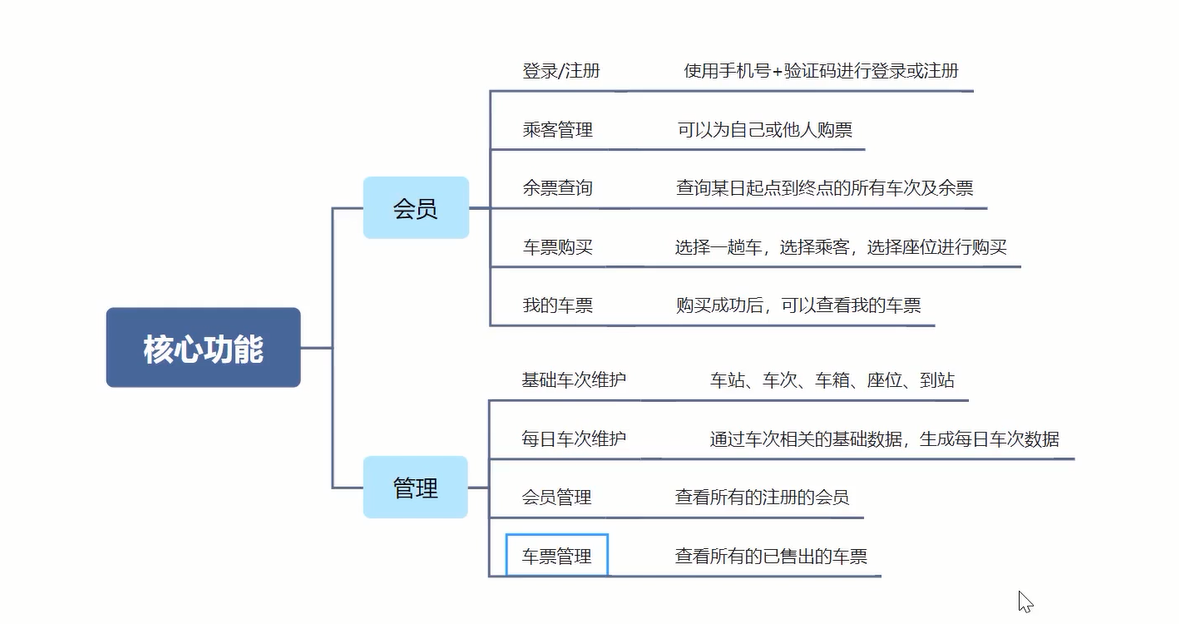 核心功能
会员
登录/注册 使用手机号+验证码进行登录或注册
乘客管理 可以为自己或他人购票
余票查询 查询某日起点到终点的所有车次及余票
车票购买 选择一趟车，选择乘客，选择座位进行购买
我的车票 购买成功后，可以查看我的车票
管理
基础车次维护 车站、车次、车箱、座位、到站
每日车次维护 通过车次相关的基础数据，生成每日车次数据
会员管理 查看所有的注册的会员
车票管理 查看所有的已售出的车票